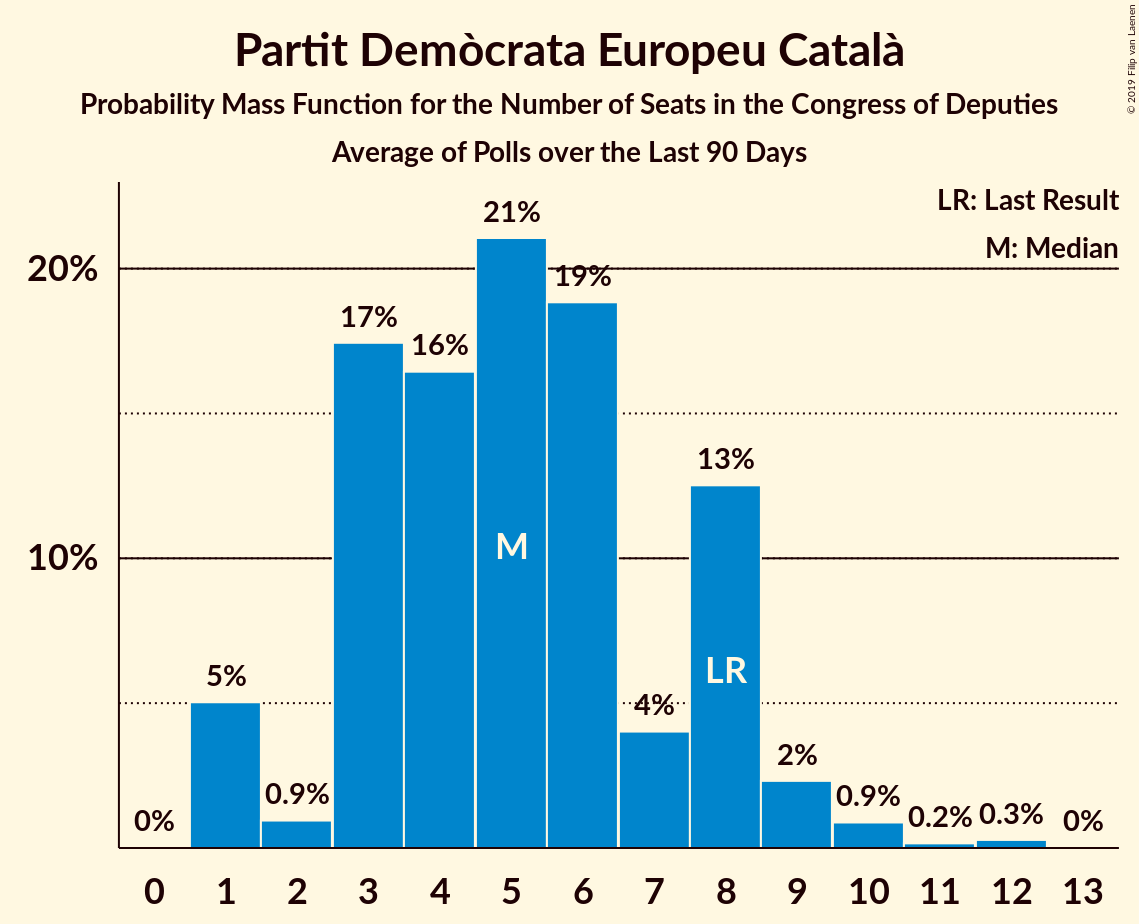 Partit Demòcrata Europeu Català
Probability Mass Function for the Number of Seats in the Congress of Deputies
Average of Polls over the Last 90 Days
© 2019 Filip van Laenen
LR: Last Result
M: Median
20%
10%
0%
5%
0.9%
17%
16%
21%
19%
4%
13%
2%
0.9%
0.2%
0.3%
0%
M
LR
0 1 2 3 4 5 6 7 8 9 10 11 12 13